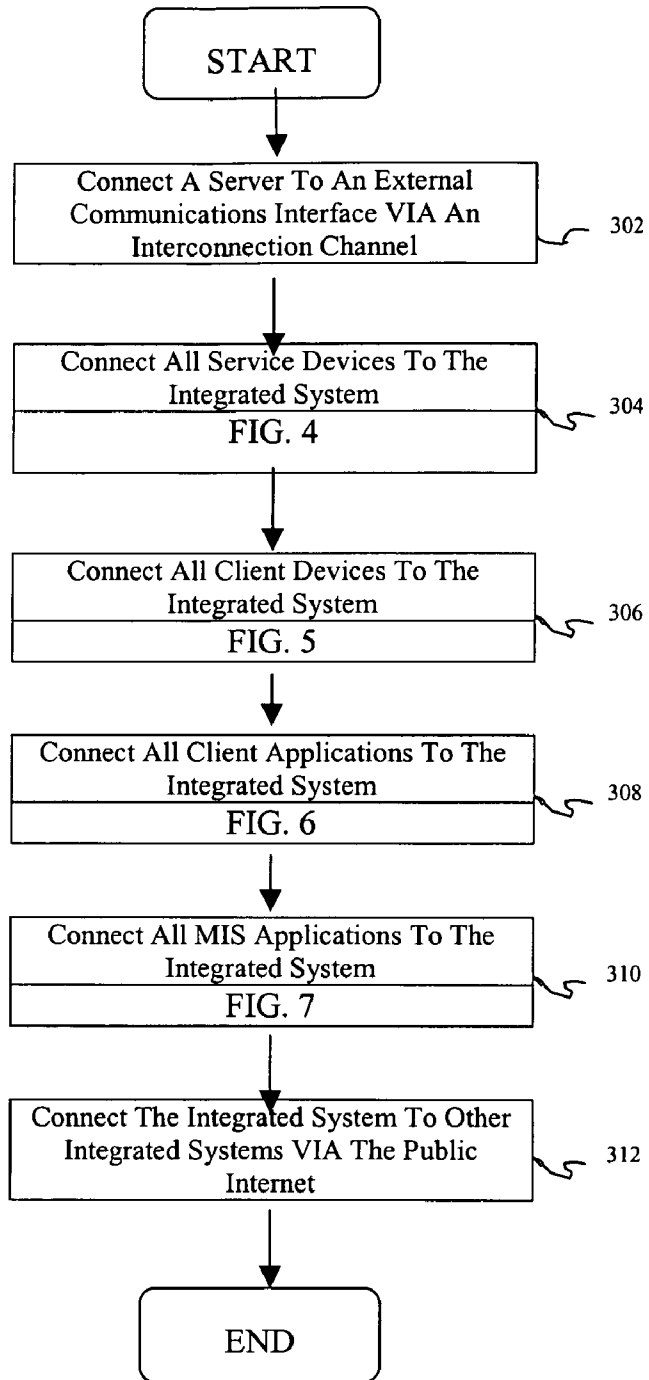 START
Connect A Server To An External
Communications Interface VIA An
Interconnection Channel
302
Connect All Service Devices To The
Integrated System
FIG. 4
304
Connect All Client Devices To The
Integrated System
FIG. 5
306
Connect All Client Applications To The
Integrated System
FIG. 6
308
Connect All MIS Applications To The
Integrated System
FIG. 7
310
Connect The Integrated System To Other
Integrated Systems VIA The Public
Internet
312
END